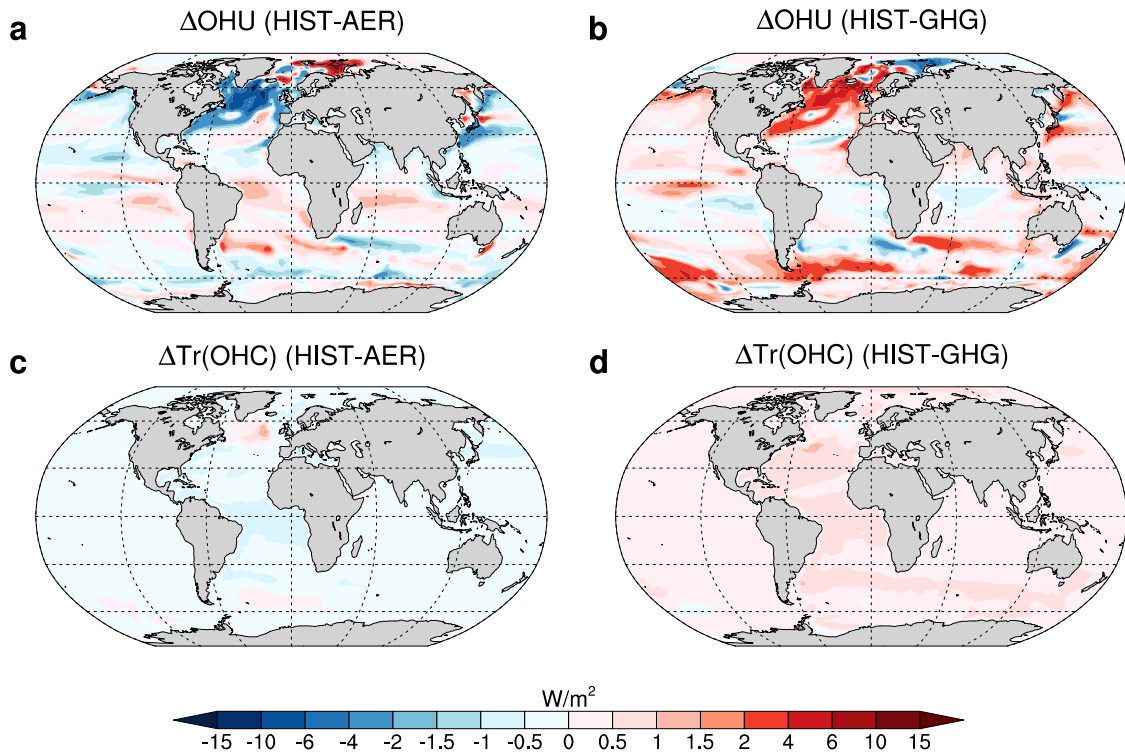 a ΔOHU (HIST-AER)
b ΔOHU (HIST-GHG)
c ΔTr(OHC) (HIST-AER)
d ΔTr(OHC) (HIST-GHG)
W/m²
-15 -10 -6 -4 -2 -1.5 -1 -0.5 0 0.5 1 1.5 2 4 6 10 15